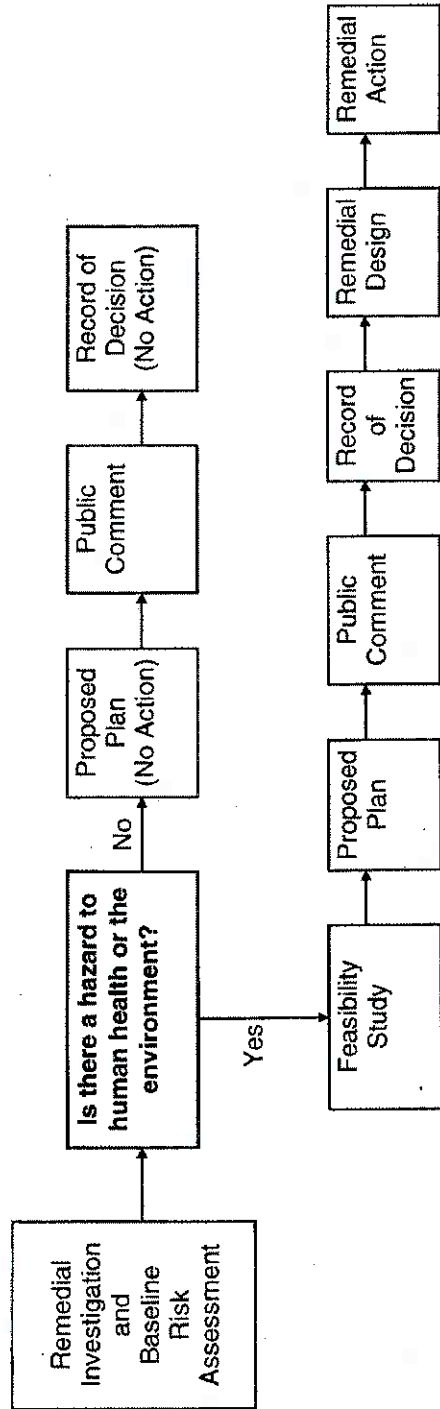 Remedial
Investigation
and
Baseline
Risk
Assessment
Is there a hazard to
human health or the
environment?
No
Proposed
Plan
(No Action)
Public
Comment
Record of
Decision
(No Action)
Yes
Feasibility
Study
Proposed
Plan
Public
Comment
Record
of
Decision
Remedial
Design
Remedial
Action